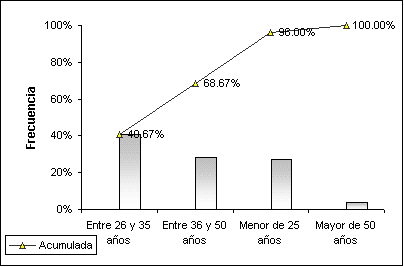 100%
80%
60%
40%
20%
0%
Frecuencia
40.67%
68.67%
96.00%
100.00%
Entre 26 y 35
años
Entre 36 y 50
años
Menor de 25
años
Mayor de 50
años
Acumulada